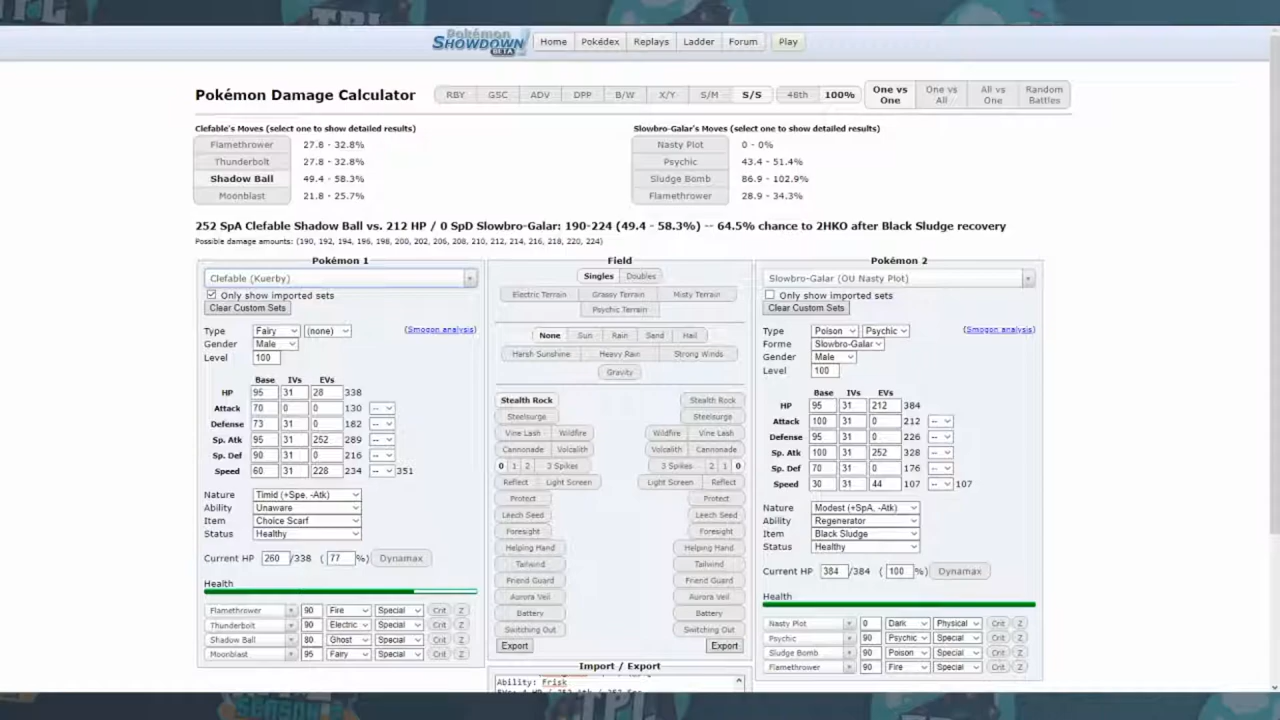 Pokémon SHOWDOWN BETA Home Pokédex Replays Ladder Forum Play
Pokémon Damage Calculator RBY GSC ADV DPP B/W X/Y S/M S/S 48th 100% One vs One One vs All All vs One Random Battles
Clefable's Moves (select one to show detailed results)
Flamethrower 27.8 - 32.8%
Thunderbolt 27.8 - 32.8%
Shadow Ball 49.4 - 58.3%
Moonblast 21.8 - 25.7%
Slowbro-Galar's Moves (select one to show detailed results)
Nasty Plot 0 - 0%
Psychic 43.4 - 51.4%
Sludge Bomb 86.9 - 102.9%
Flamethrower 28.9 - 34.3%
252 SpA Clefable Shadow Ball vs. 212 HP / 0 SpD Slowbro-Galar: 190-224 (49.4 - 58.3%) -- 64.5% chance to 2HKO after Black Sludge recovery
Possible damage amounts: (190, 192, 194, 196, 198, 200, 202, 206, 208, 210, 212, 214, 216, 218, 220, 224)
Pokémon 1
Clefable (Kuerby)
Only show imported sets
Clear Custom Sets
Type Fairy (none) (Smogon analysis)
Gender Male
Level 100
Base IVs EVs
HP 95 31 28 338
Attack 70 0 0 130 --
Defense 73 31 0 182 --
Sp. Atk 95 31 252 289 --
Sp. Def 90 31 0 216 --
Speed 60 31 228 234 -- 351
Nature Timid (+Spe, -Atk)
Ability Unaware
Item Choice Scarf
Status Healthy
Current HP 260 /338 ( 77 %) Dynamax
Health
Flamethrower 90 Fire Special Crit Z
Thunderbolt 90 Electric Special Crit Z
Shadow Ball 80 Ghost Special Crit Z
Moonblast 95 Fairy Special Crit Z
Field
Singles Doubles
Electric Terrain Grassy Terrain Misty Terrain
Psychic Terrain
None Sun Rain Sand Hail
Harsh Sunshine Heavy Rain Strong Winds
Gravity
Stealth Rock Stealth Rock
Steelsurge Steelsurge
Vine Lash Wildfire Wildfire Vine Lash
Cannonade Volcalith Volcalith Cannonade
0 1 2 3 Spikes 3 Spikes 2 1 0
Reflect Light Screen Light Screen Reflect
Protect Protect
Leech Seed Leech Seed
Foresight Foresight
Helping Hand Helping Hand
Tailwind Tailwind
Friend Guard Friend Guard
Aurora Veil Aurora Veil
Battery Battery
Switching Out Switching Out
Export Export
Import / Export
Ability: Frisk
Pokémon 2
Slowbro-Galar (OU Nasty Plot)
Only show imported sets
Clear Custom Sets
Type Poison Psychic (Smogon analysis)
Forme Slowbro-Galar
Gender Male
Level 100
Base IVs EVs
HP 95 31 212 384
Attack 100 31 0 212 --
Defense 95 31 0 226 --
Sp. Atk 100 31 252 328 --
Sp. Def 70 31 0 176 --
Speed 30 31 44 107 -- 107
Nature Modest (+SpA, -Atk)
Ability Regenerator
Item Black Sludge
Status Healthy
Current HP 384 /384 ( 100 %) Dynamax
Health
Nasty Plot 0 Dark Physical Crit Z
Psychic 90 Psychic Special Crit Z
Sludge Bomb 90 Poison Special Crit Z
Flamethrower 90 Fire Special Crit Z